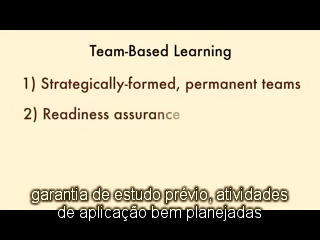 Team-Based Learning
1) Strategically-formed, permanent teams
2) Readiness assurance
garantia de estudo prévio, atividades
de aplicação bem planejadas